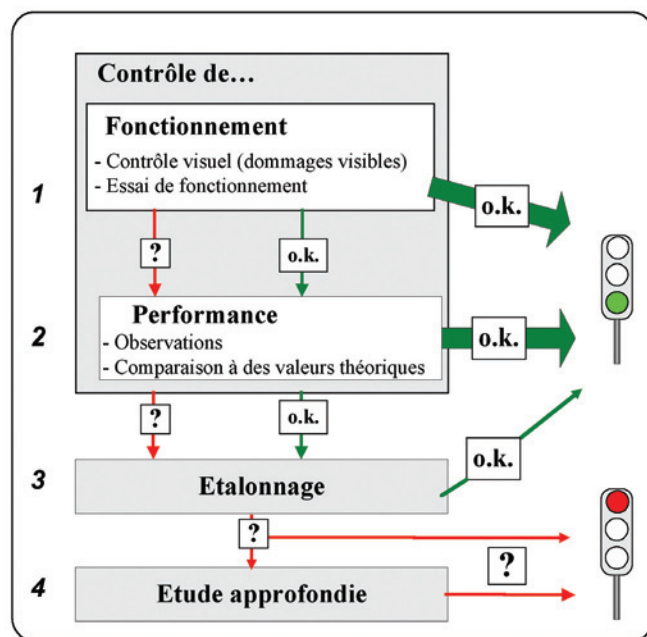 Contrôle de…
Fonctionnement
- Contrôle visuel (dommages visibles)
- Essai de fonctionnement
1
o.k.
?
o.k.
Performance
- Observations
- Comparaison à des valeurs théoriques
2
o.k.
?
o.k.
3
Etalonnage
o.k.
?
?
4
Etude approfondie